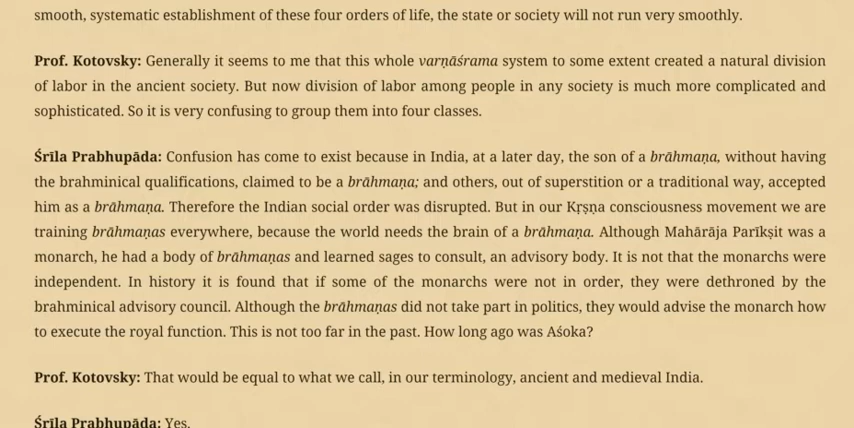 smooth, systematic establishment of these four orders of life, the state or society will not run very smoothly.
Prof. Kotovsky: Generally it seems to me that this whole varṇāśrama system to some extent created a natural division
of labor in the ancient society. But now division of labor among people in any society is much more complicated and
sophisticated. So it is very confusing to group them into four classes.
Śrīla Prabhupāda: Confusion has come to exist because in India, at a later day, the son of a brāhmaṇa, without having
the brahminical qualifications, claimed to be a brāhmaṇa; and others, out of superstition or a traditional way, accepted
him as a brāhmaṇa. Therefore the Indian social order was disrupted. But in our Kṛṣṇa consciousness movement we are
training brāhmaṇas everywhere, because the world needs the brain of a brāhmaṇa. Although Mahārāja Parīkṣit was a
monarch, he had a body of brāhmaṇas and learned sages to consult, an advisory body. It is not that the monarchs were
independent. In history it is found that if some of the monarchs were not in order, they were dethroned by the
brahminical advisory council. Although the brāhmaṇas did not take part in politics, they would advise the monarch how
to execute the royal function. This is not too far in the past. How long ago was Aśoka?
Prof. Kotovsky: That would be equal to what we call, in our terminology, ancient and medieval India.
Śrīla Prabhupāda: Yes.